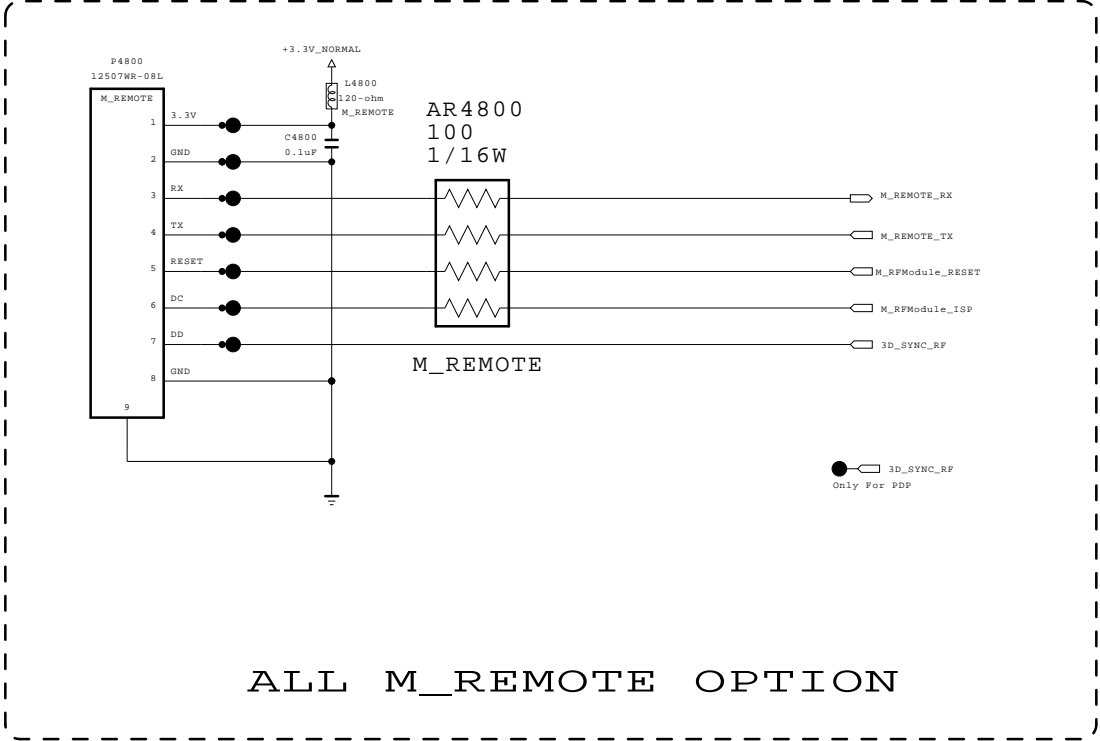 +3.3V_NORMAL
P4800
12507WR-08L
L4800
120-ohm
M_REMOTE
M_REMOTE
AR4800
100
1/16W
C4800
0.1uF
1 3.3V
2 GND
3 RX
M_REMOTE_RX
4 TX
M_REMOTE_TX
5 RESET
M_RFModule_RESET
6 DC
M_RFModule_ISP
7 DD
3D_SYNC_RF
M_REMOTE
8 GND
9
3D_SYNC_RF
Only For PDP
ALL M_REMOTE OPTION